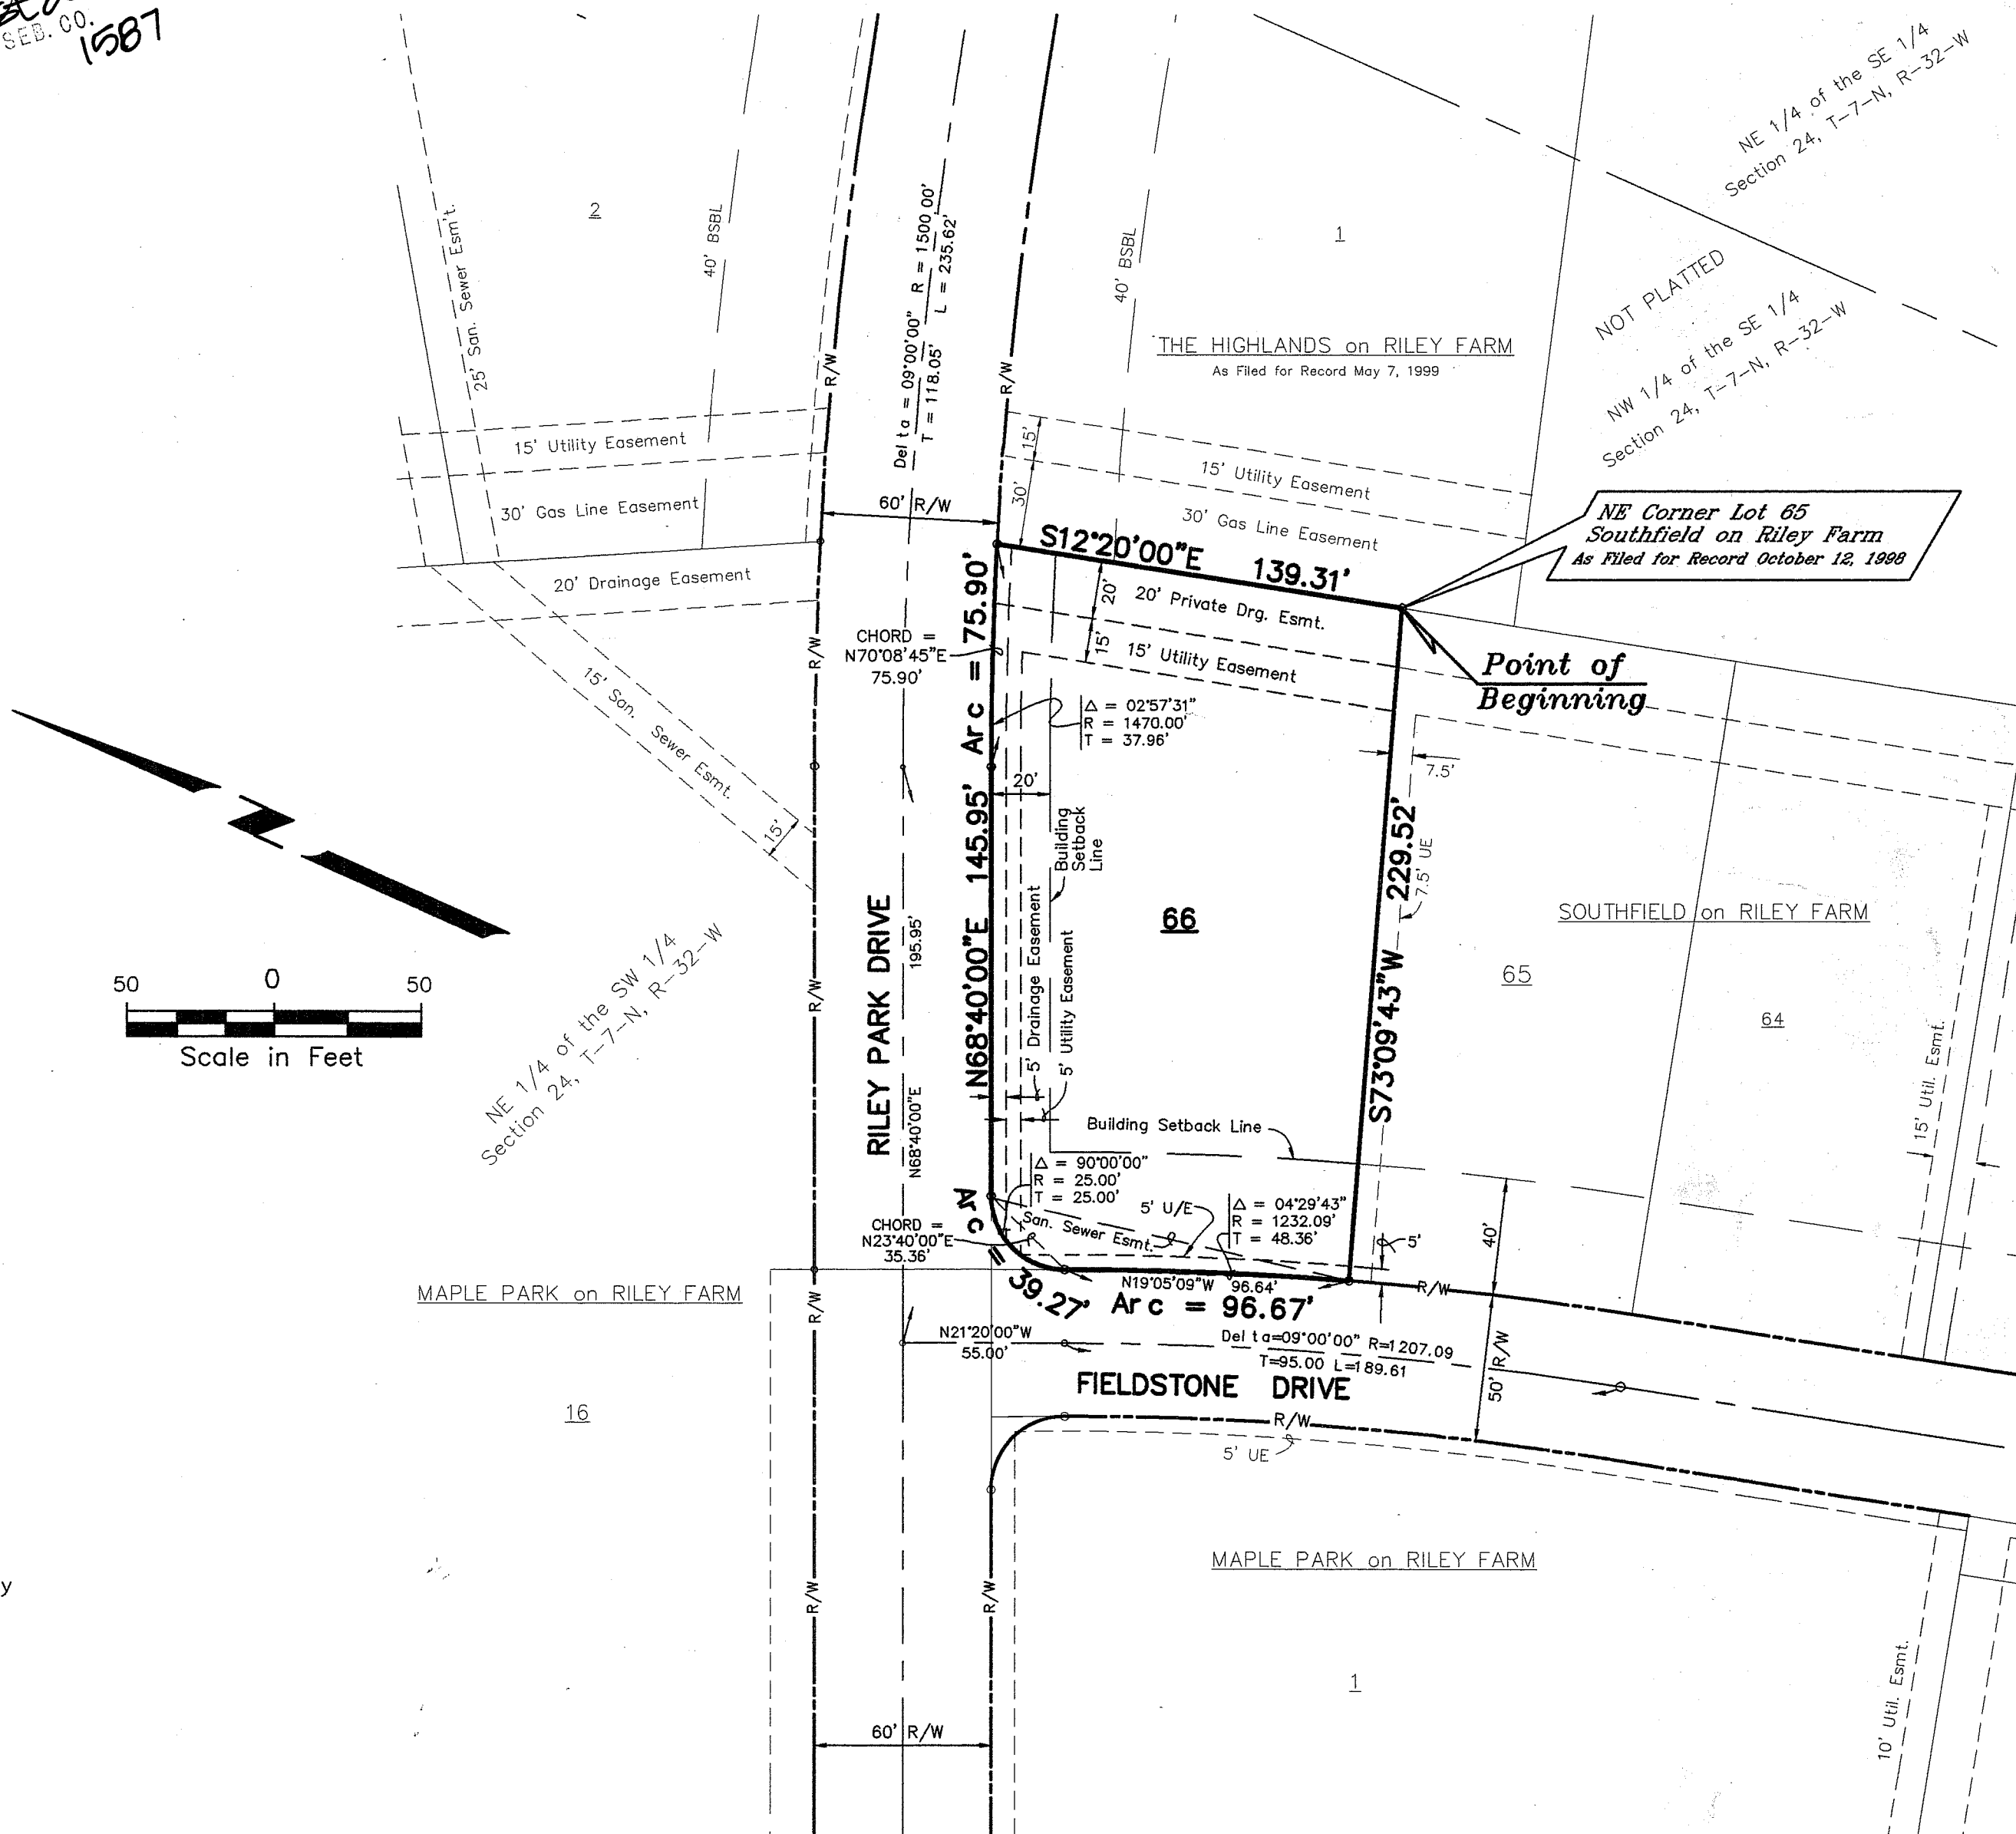 SEB. CO.
1587
NE 1/4 of the SE 1/4
Section 24, T-7-N, R-32-W
2
25' San. Sewer Esm't.
40' BSBL
Delta = 09°00'00" R = 1500.00'
T = 118.05' L = 235.62'
40' BSBL
1
NOT PLATTED
THE HIGHLANDS on RILEY FARM
As Filed for Record May 7, 1999
NW 1/4 of the SE 1/4
Section 24, T-7-N, R-32-W
R/W
R/W
15' Utility Easement
30' Gas Line Easement
20' Drainage Easement
60' R/W
15'
30'
15' Utility Easement
30' Gas Line Easement
NE Corner Lot 65
Southfield on Riley Farm
As Filed for Record October 12, 1998
S12°20'00"E 139.31'
20'
20' Private Drg. Esmt.
15'
15' Utility Easement
Point of
Beginning
R/W
CHORD =
N70°08'45"E
75.90'
Arc = 75.90'
Δ = 02°57'31"
R = 1470.00'
T = 37.96'
15' San. Sewer Esmt.
15'
20'
7.5'
Building
Setback
Line
N68°40'00"E 145.95'
S73°09'43"W 229.52'
7.5' UE
66
SOUTHFIELD on RILEY FARM
65
64
15' Util. Esmt.
50 0 50
Scale in Feet
NE 1/4 of the SW 1/4
Section 24, T-7-N, R-32-W
R/W
RILEY PARK DRIVE
195.95'
N68°40'00"E
5' Drainage Easement
5' Utility Easement
Building Setback Line
Δ = 90°00'00"
R = 25.00'
T = 25.00'
5' U/E
San. Sewer Esmt.
Δ = 04°29'43"
R = 1232.09'
T = 48.36'
5'
40'
CHORD =
N23°40'00"E
35.36'
Arc = 39.27'
N19°05'09"W 96.64'
Arc = 96.67'
R/W
MAPLE PARK on RILEY FARM
R/W
N21°20'00"W
55.00'
Delta=09°00'00" R=1207.09
T=95.00 L=189.61
50' R/W
FIELDSTONE DRIVE
16
R/W
5' UE
MAPLE PARK on RILEY FARM
y
R/W
R/W
1
10' Util. Esmt.
60' R/W